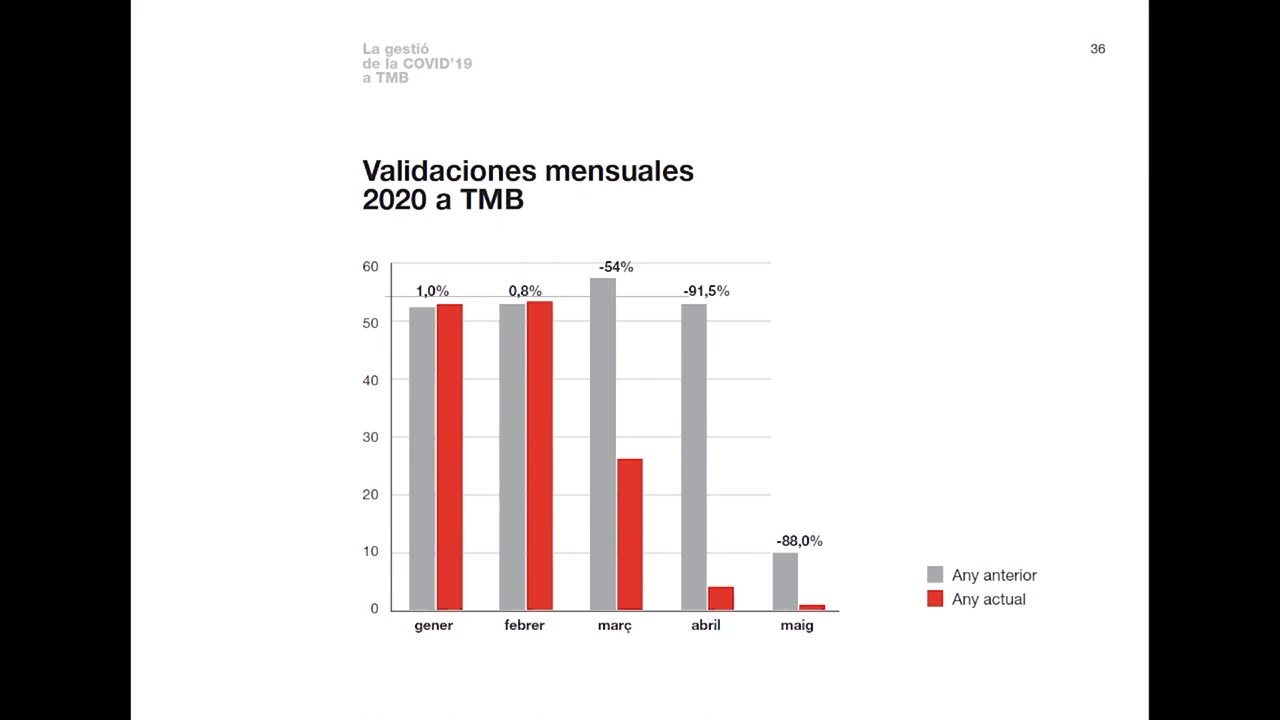 La gestió
de la COVID'19
a TMB
36
Validaciones mensuales
2020 a TMB
60
50
40
30
20
10
0
1,0%
0,8%
-54%
-91,5%
-88,0%
gener
febrer
març
abril
maig
Any anterior
Any actual